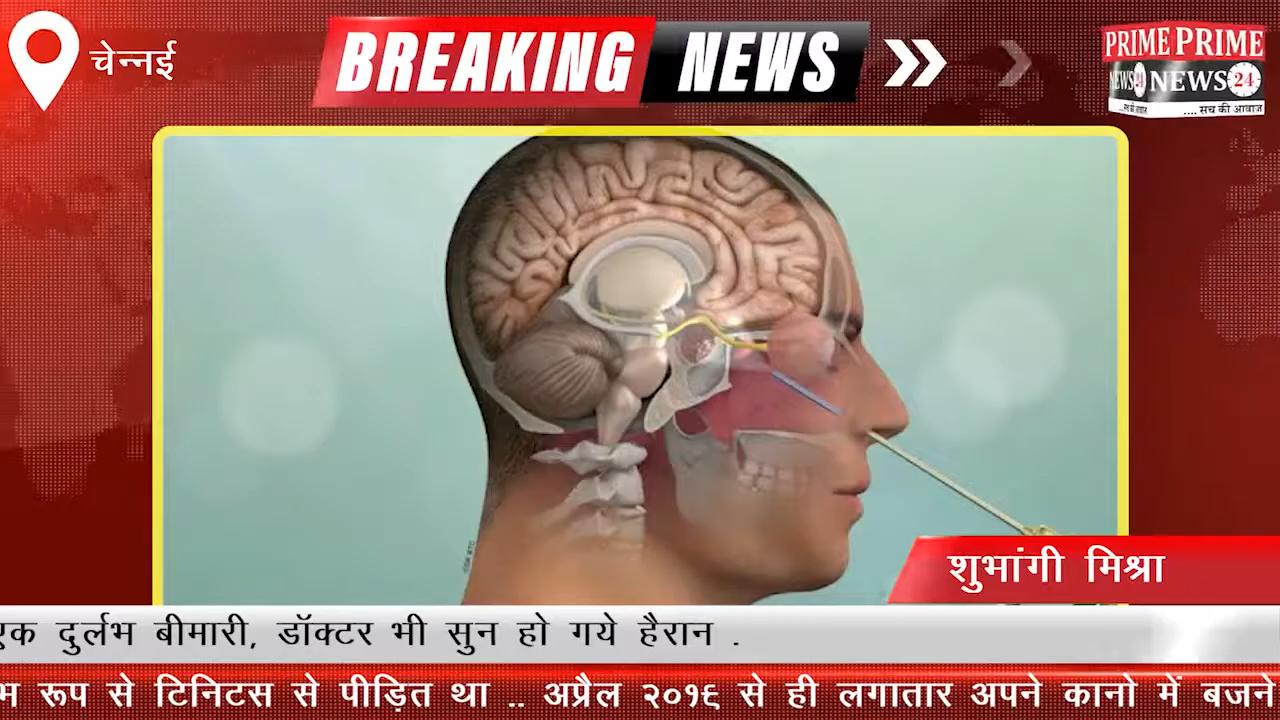 चेन्नई
BREAKING NEWS
PRIME PRIME
NEWS NEWS 24
.... सच की आवाज
शुभांगी मिश्रा
एक दुर्लभ बीमारी, डॉक्टर भी सुन हो गये हैरान .
रूप से टिनिटस से पीड़ित था .. अप्रैल २०१९ से ही लगातार अपने कानो में बजने